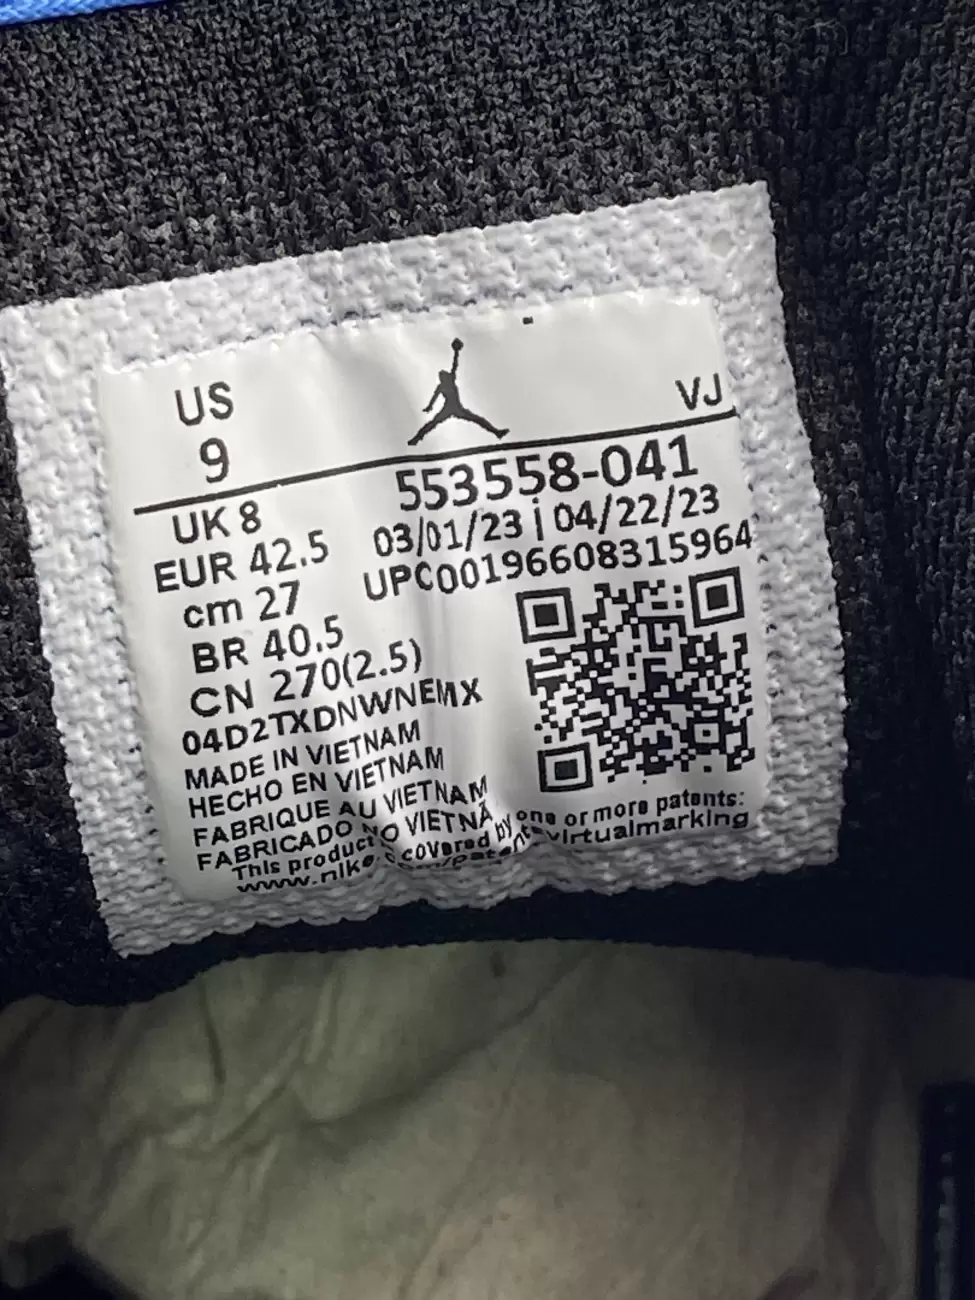 US
9
VJ
553558-041
UK 8
03/01/23 | 04/22/23
EUR 42.5
UPC00196608315964
cm 27
BR 40.5
CN 270(2.5)
04D2TXDNWNEMX
MADE IN VIETNAM
HECHO EN VIETNAM
FABRIQUE AU VIETNAM
FABRICADO NO VIETNÃ
This product covered by one or more patents:
www.nike. com/patents-virtualmarking